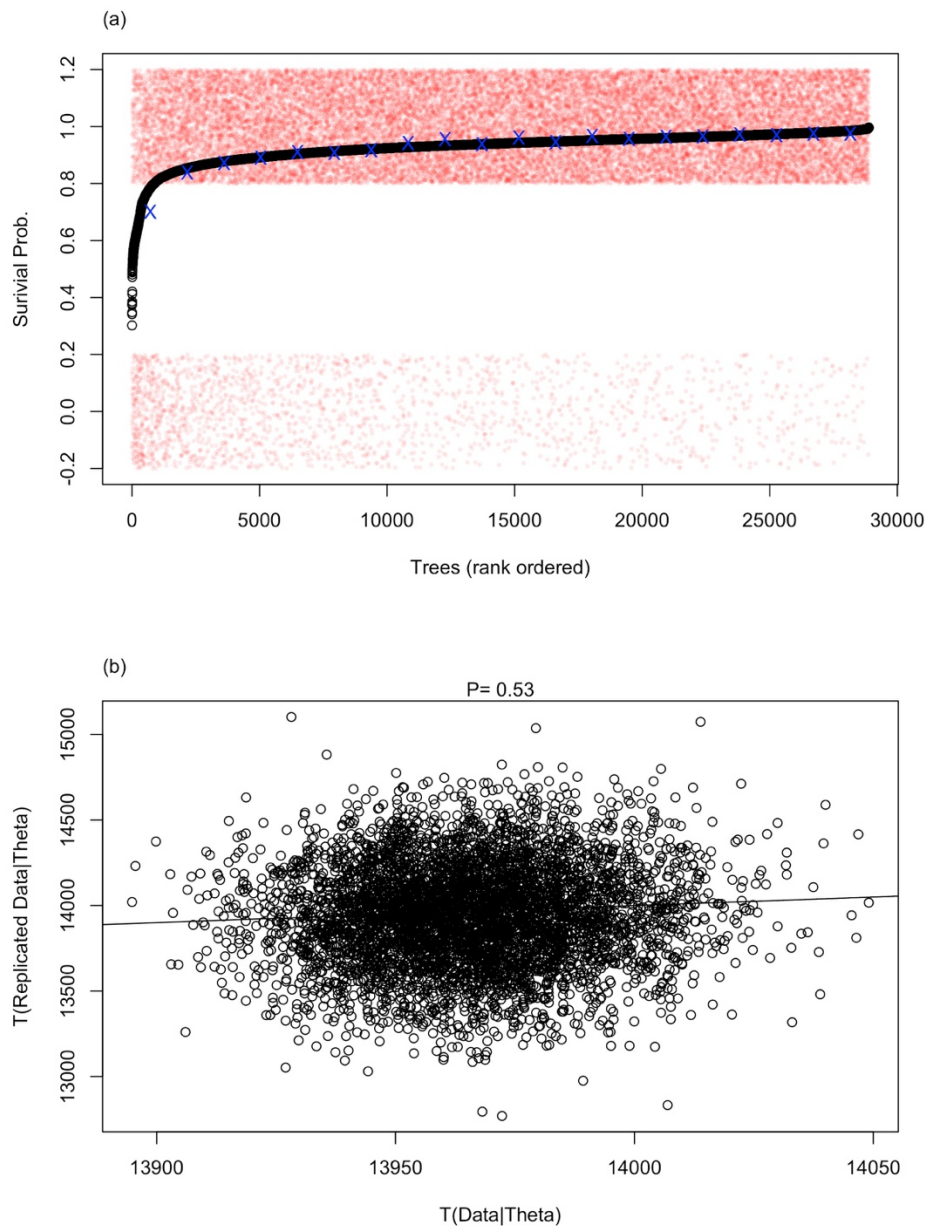 (a)
1.2
1.0
0.8
0.6
0.4
0.2
0.0
-0.2
Surivial Prob.
0 5000 10000 15000 20000 25000 30000
Trees (rank ordered)
(b)
P= 0.53
15000
14500
14000
13500
13000
T(Replicated Data|Theta)
13900 13950 14000 14050
T(Data|Theta)